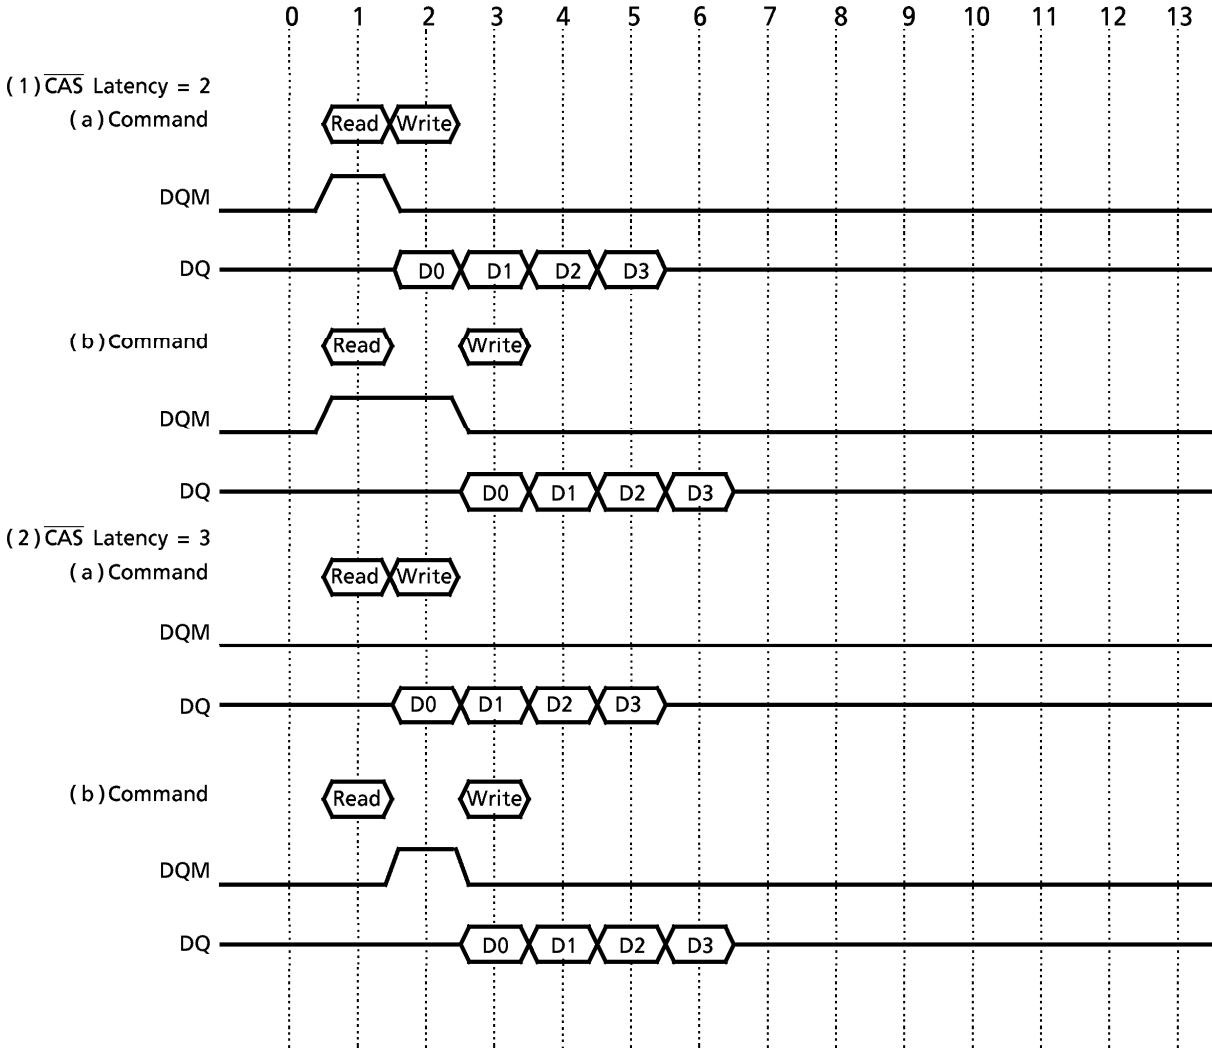 0 1 2 3 4 5 6 7 8 9 10 11 12 13
(1) CAS Latency = 2
(a) Command Read Write
DQM
DQ D0 D1 D2 D3
(b) Command Read Write
DQM
DQ D0 D1 D2 D3
(2) CAS Latency = 3
(a) Command Read Write
DQM
DQ D0 D1 D2 D3
(b) Command Read Write
DQM
DQ D0 D1 D2 D3